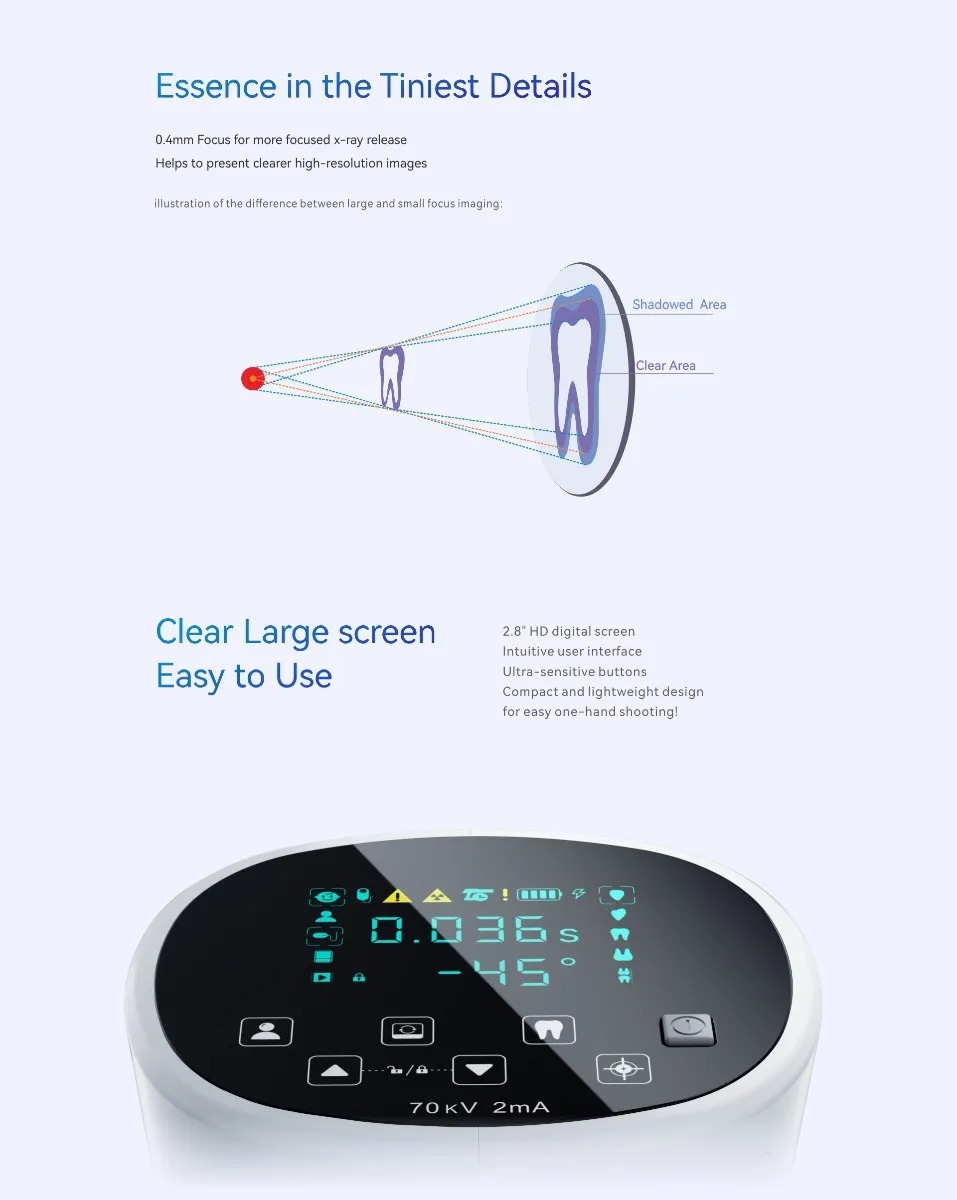 Essence in the Tiniest Details
0.4mm Focus for more focused x-ray release
Helps to present clearer high-resolution images
illustration of the difference between large and small focus imaging:
Shadowed Area
Clear Area
Clear Large screen
Easy to Use
2.8" HD digital screen
Intuitive user interface
Ultra-sensitive buttons
Compact and lightweight design
for easy one-hand shooting!
0.036s
-45°
70KV 2mA